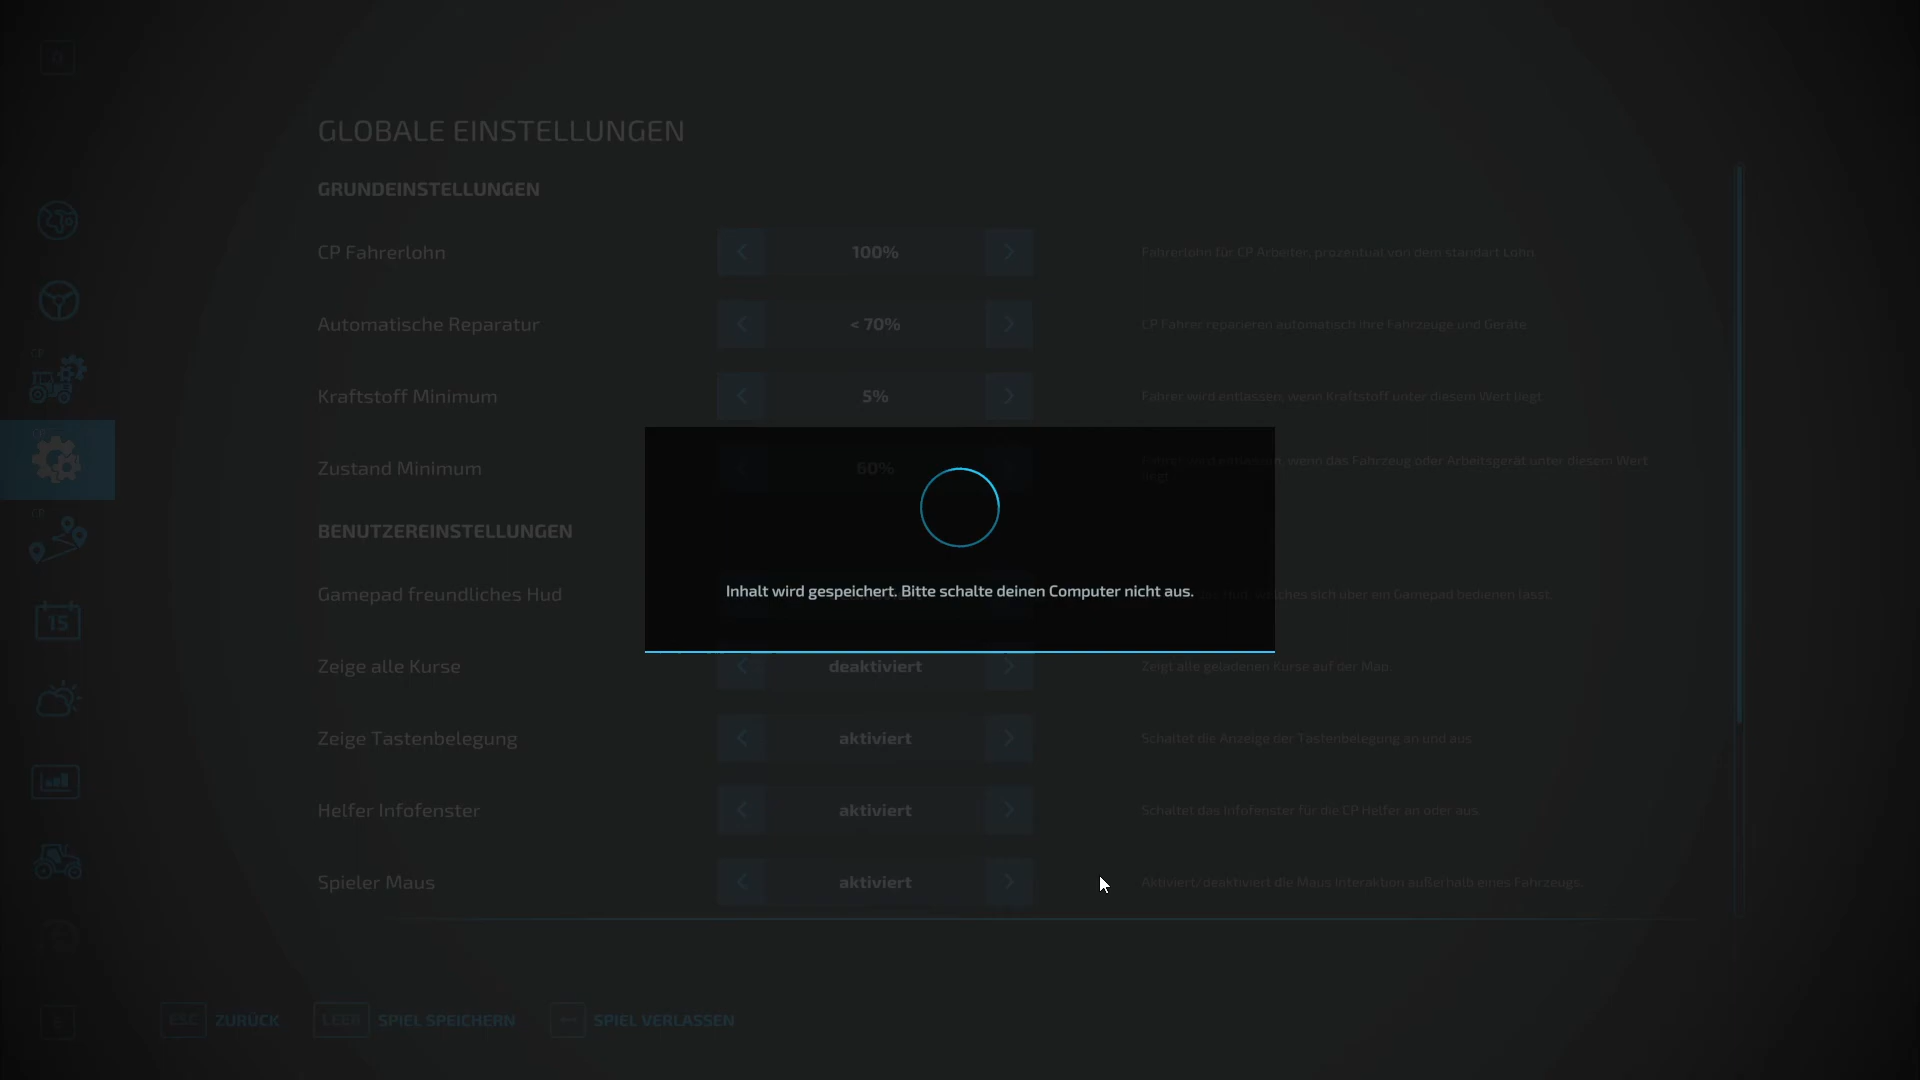 GLOBALE EINSTELLUNGEN
GRUNDEINSTELLUNGEN
CP Fahrerlohn
100%
Fahrerlohn für CP Arbeiter, prozentual von dem standart Lohn.
Automatische Reparatur
< 70%
CP Fahrer reparieren automatisch ihre Fahrzeuge und Geräte.
CP
Kraftstoff Minimum
5%
Fahrer wird entlassen, wenn Kraftstoff unter diesem Wert liegt.
Zustand Minimum
60%
wenn das Fahrzeug oder Arbeitsgerät unter diesem Wert
liegt.
CP
BENUTZEREINSTELLUNGEN
Inhalt wird gespeichert. Bitte schalte deinen Computer nicht aus.
Gamepad freundliches Hud
sich über ein Gamepad bedienen lässt.
15
Zeige alle Kurse
deaktiviert
Zeigt alle geladenen Kurse auf der Map.
Zeige Tastenbelegung
aktiviert
Schaltet die Anzeige der Tastenbelegung an und aus.
Helfer Infofenster
aktiviert
Schaltet das Infofenster für die CP Helfer an oder aus.
Spieler Maus
aktiviert
Aktiviert/deaktiviert die Maus Interaktion außerhalb eines Fahrzeugs.
E
ESC
ZURÜCK
LEER
SPIEL SPEICHERN
SPIEL VERLASSEN